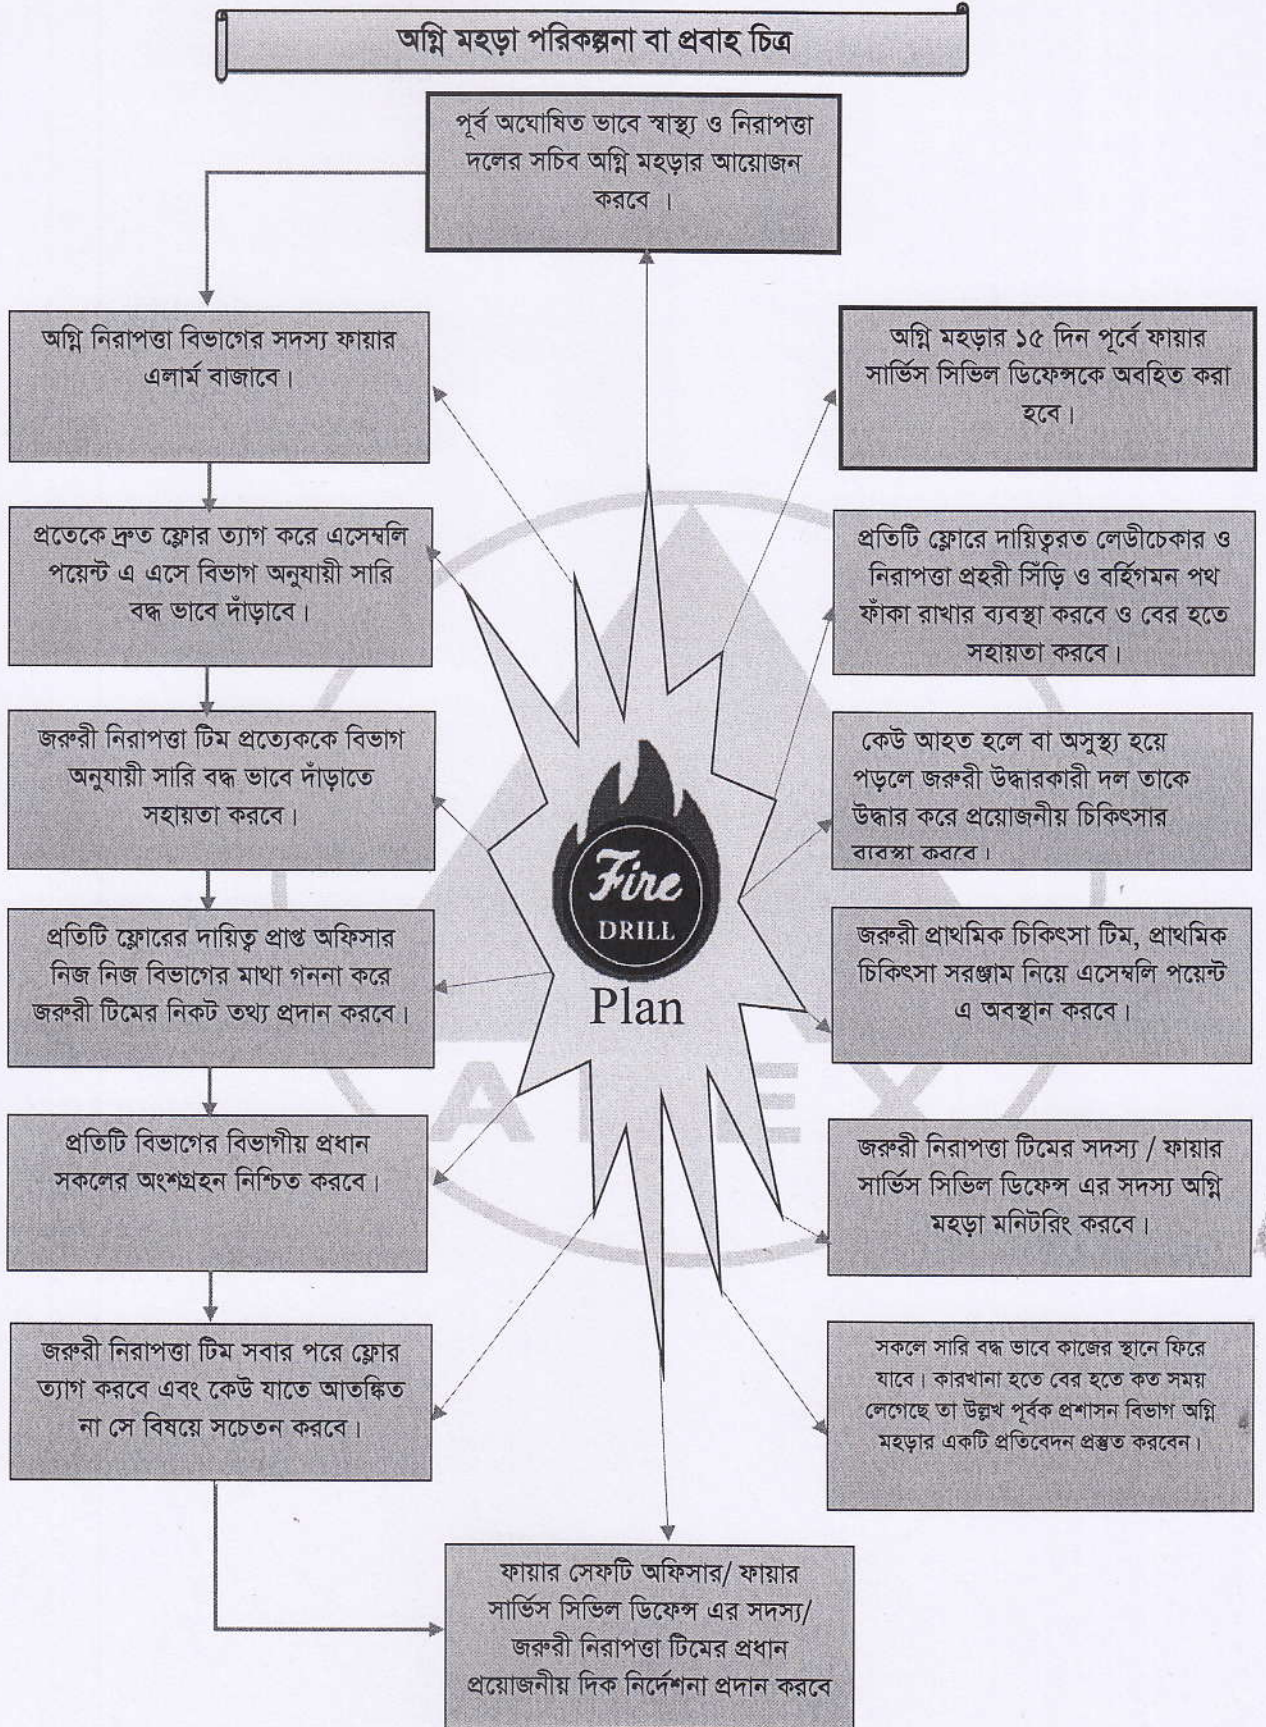 অগ্নি মহড়া পরিকল্পনা বা প্রবাহ চিত্র
পূর্ব অঘোষিত ভাবে স্বাস্থ্য ও নিরাপত্তা
দলের সচিব অগ্নি মহড়ার আয়োজন
করবে ।
অগ্নি নিরাপত্তা বিভাগের সদস্য ফায়ার
এলার্ম বাজাবে।
প্রতেকে দ্রুত ফ্লোর ত্যাগ করে এসেম্বলি
পয়েন্ট এ এসে বিভাগ অনুযায়ী সারি
বদ্ধ ভাবে দাঁড়াবে।
জরুরী নিরাপত্তা টিম প্রত্যেককে বিভাগ
অনুযায়ী সারি বদ্ধ ভাবে দাঁড়াতে
সহায়তা করবে।
প্রতিটি ফ্লোরের দায়িত্ব প্রাপ্ত অফিসার
নিজ নিজ বিভাগের মাথা গননা করে
জরুরী টিমের নিকট তথ্য প্রদান করবে।
প্রতিটি বিভাগের বিভাগীয় প্রধান
সকলের অংশগ্রহন নিশ্চিত করবে।
জরুরী নিরাপত্তা টিম সবার পরে ফ্লোর
ত্যাগ করবে এবং কেউ যাতে আতঙ্কিত
না সে বিষয়ে সচেতন করবে।
Fire
DRILL
Plan
APEX
অগ্নি মহড়ার ১৫ দিন পূর্বে ফায়ার
সার্ভিস সিভিল ডিফেন্সকে অবহিত করা
হবে।
প্রতিটি ফ্লোরে দায়িত্বরত লেডীচেকার ও
নিরাপত্তা প্রহরী সিঁড়ি ও বর্হিগমন পথ
ফাঁকা রাখার ব্যবস্থা করবে ও বের হতে
সহায়তা করবে।
কেউ আহত হলে বা অসুস্থ্য হয়ে
পড়লে জরুরী উদ্ধারকারী দল তাকে
উদ্ধার করে প্রয়োজনীয় চিকিৎসার
ব্যবস্থা করবে।
জরুরী প্রাথমিক চিকিৎসা টিম, প্রাথমিক
চিকিৎসা সরঞ্জাম নিয়ে এসেম্বলি পয়েন্ট
এ অবস্থান করবে।
জরুরী নিরাপত্তা টিমের সদস্য / ফায়ার
সার্ভিস সিভিল ডিফেন্স এর সদস্য অগ্নি
মহড়া মনিটরিং করবে।
সকলে সারি বদ্ধ ভাবে কাজের স্থানে ফিরে
যাবে। কারখানা হতে বের হতে কত সময়
লেগেছে তা উল্লখ পূর্বক প্রশাসন বিভাগ অগ্নি
মহড়ার একটি প্রতিবেদন প্রস্তুত করবেন।
ফায়ার সেফটি অফিসার/ ফায়ার
সার্ভিস সিভিল ডিফেন্স এর সদস্য/
জরুরী নিরাপত্তা টিমের প্রধান
প্রয়োজনীয় দিক নির্দেশনা প্রদান করবে